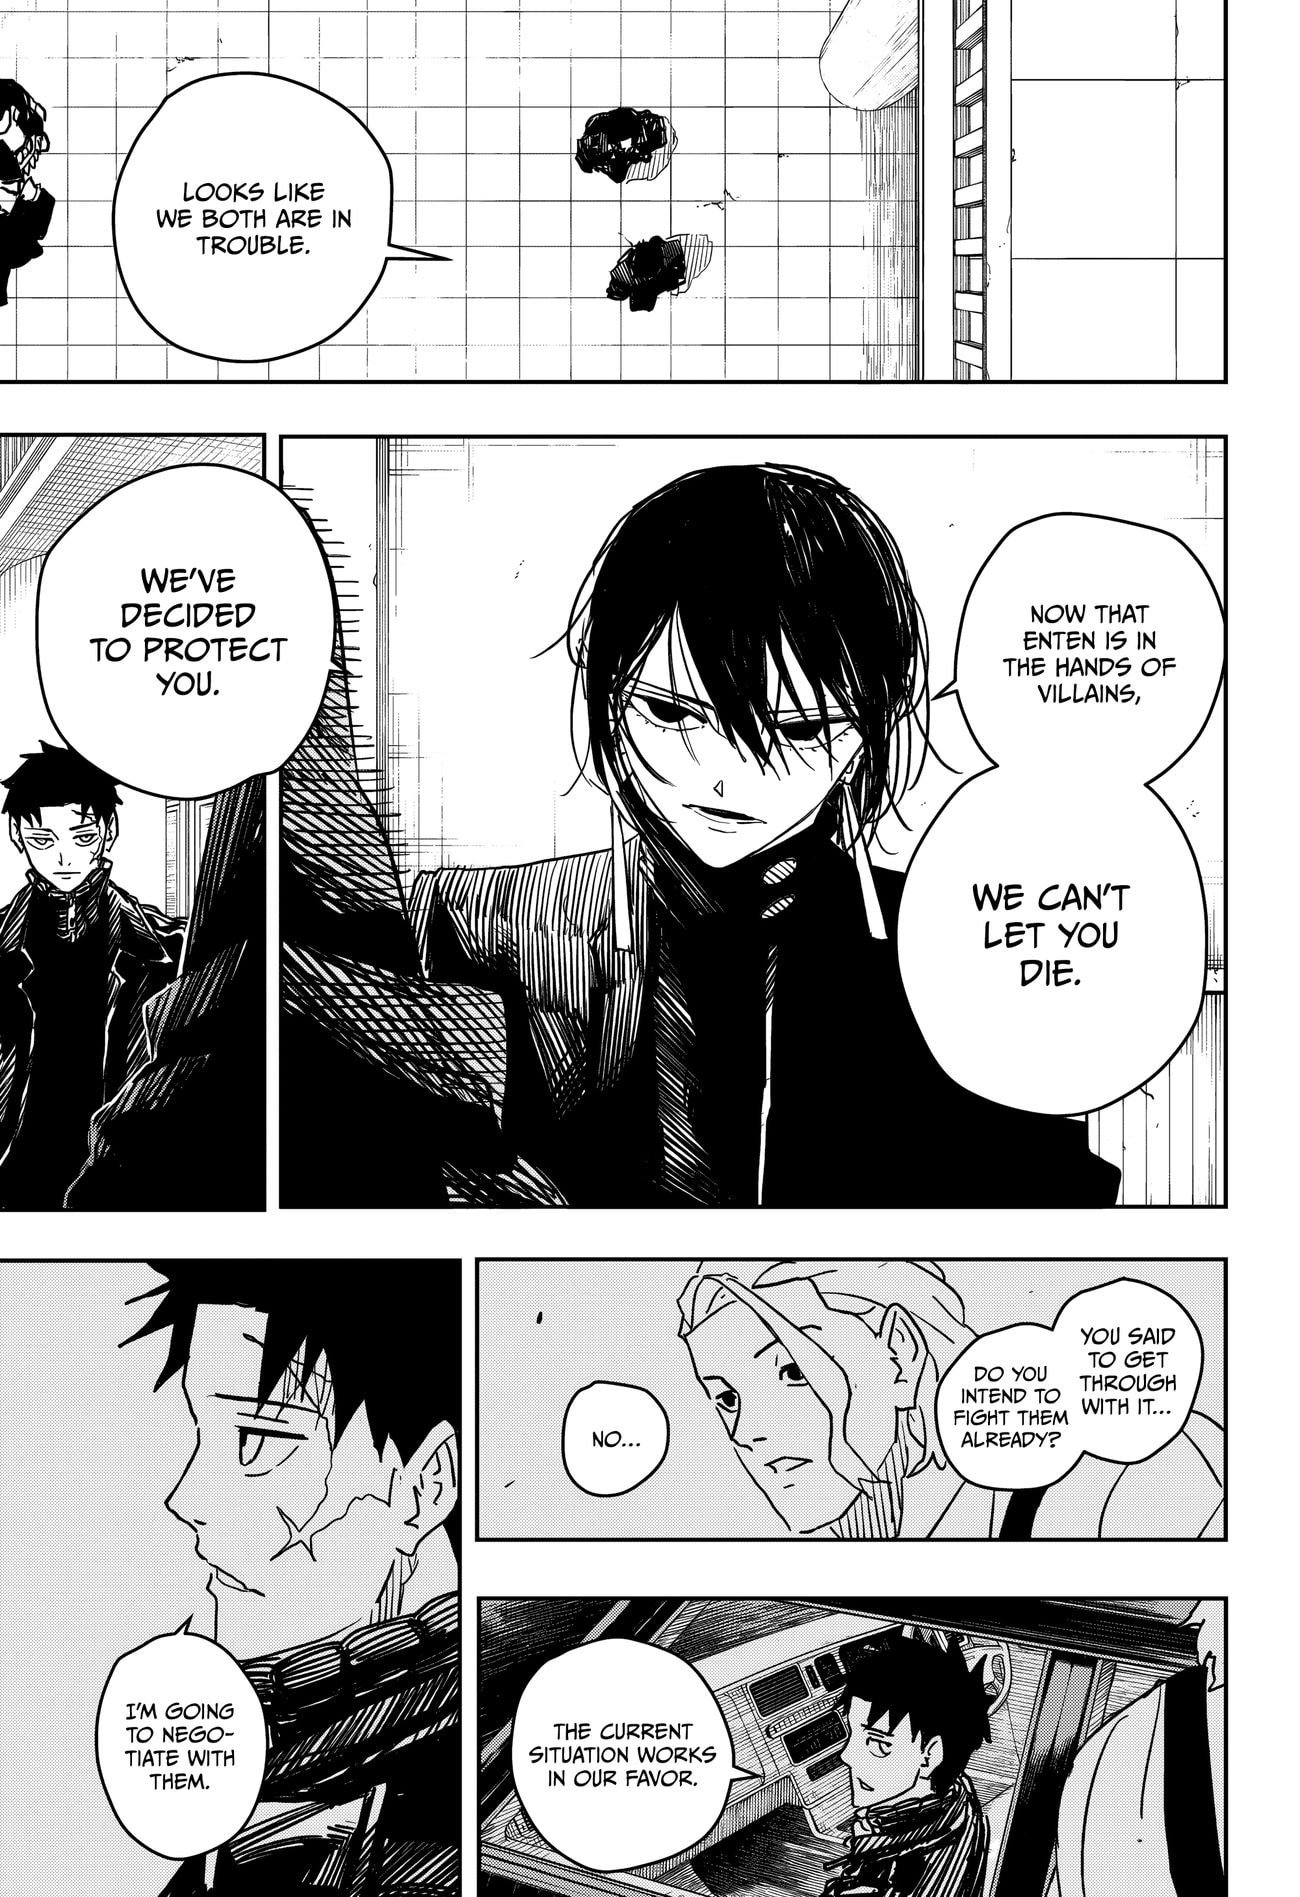 LOOKS LIKE
WE BOTH ARE IN
TROUBLE.
NOW THAT
ENTEN IS IN
THE HANDS OF
VILLAINS,
WE CAN'T
LET YOU
DIE.
WE'VE
DECIDED
TO PROTECT
YOU.
YOU SAID
TO GET
THROUGH
WITH IT...
DO YOU
INTEND TO
FIGHT THEM
ALREADY?
NO...
THE CURRENT
SITUATION WORKS
IN OUR FAVOR.
I'M GOING
TO NEGO-
TIATE WITH
THEM.